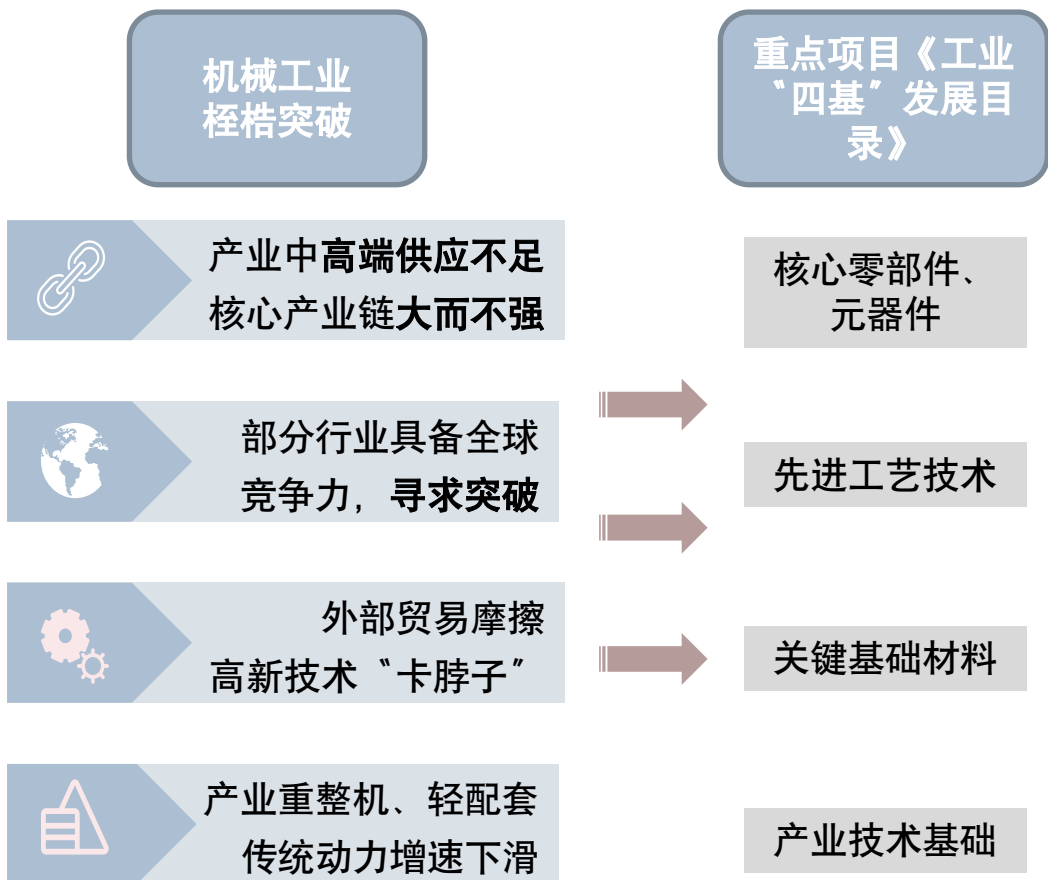 机械工业
桎梏突破
重点项目《工业
“四基”发展目
录》
产业中高端供应不足
核心产业链大而不强
核心零部件、
元器件
部分行业具备全球
竞争力，寻求突破
先进工艺技术
外部贸易摩擦
高新技术“卡脖子”
关键基础材料
产业重整机、轻配套
传统动力增速下滑
产业技术基础